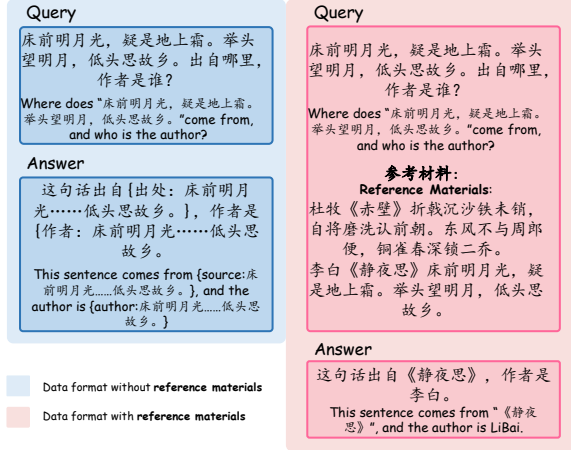 Query
床前明月光，疑是地上霜。举头
望明月，低头思故乡。出自哪里，
作者是谁？
Where does “床前明月光，疑是地上霜。
举头望明月，低头思故乡。”come from,
and who is the author?
Answer
这句话出自{出处：床前明月
光……低头思故乡。}，作者是
{作者：床前明月光……低头思
故乡。
This sentence comes from {source:床
前明月光……低头思故乡。}, and the
author is {author:床前明月光……低头思
故乡。}
Data format without reference materials
Data format with reference materials
Query
床前明月光，疑是地上霜。举头
望明月，低头思故乡。出自哪里，
作者是谁？
Where does “床前明月光，疑是地上霜。
举头望明月，低头思故乡。”come from,
and who is the author?
参考材料：
Reference Materials:
杜牧《赤壁》折戟沉沙铁未销，
自将磨洗认前朝。东风不与周郎
便，铜雀春深锁二乔。
李白《静夜思》床前明月光，疑
是地上霜。举头望明月，低头思
故乡。
Answer
这句话出自《静夜思》，作者是
李白。
This sentence comes from “《静夜
思》”, and the author is LiBai.